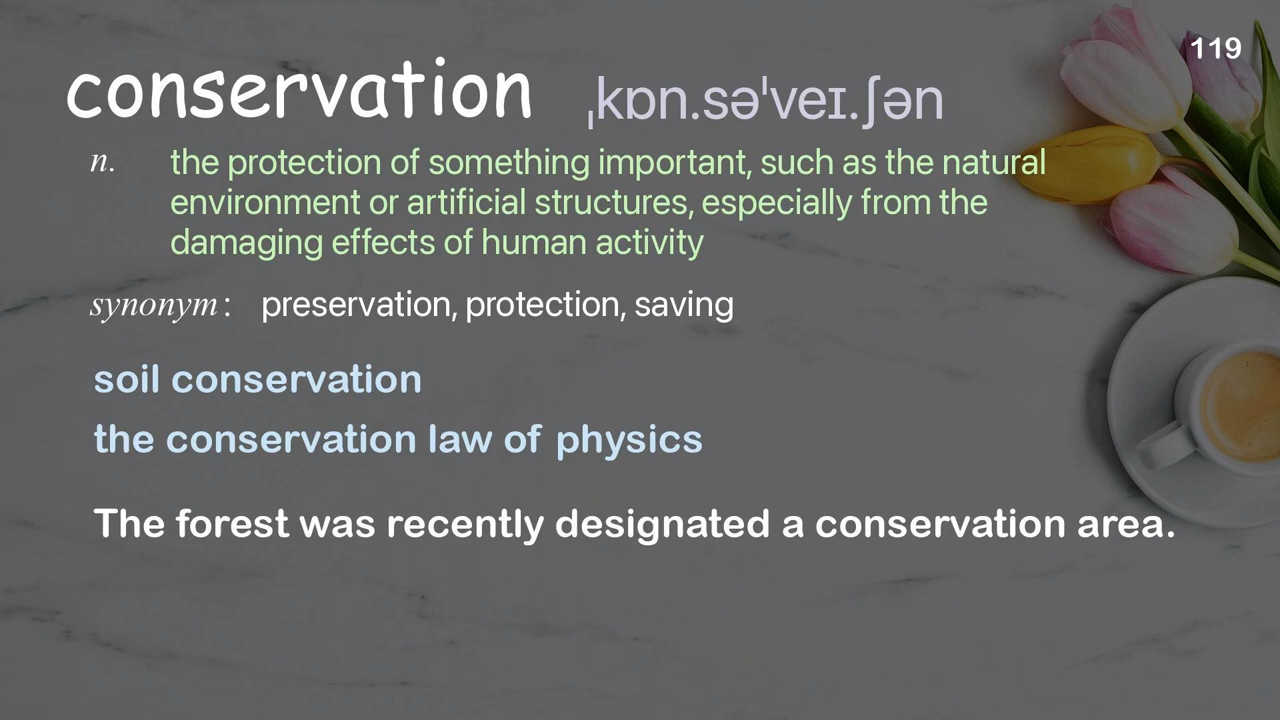 119
conservation ˌkɒn.səˈveɪ.ʃən
n. the protection of something important, such as the natural
environment or artificial structures, especially from the
damaging effects of human activity
synonym: preservation, protection, saving
soil conservation
the conservation law of physics
The forest was recently designated a conservation area.